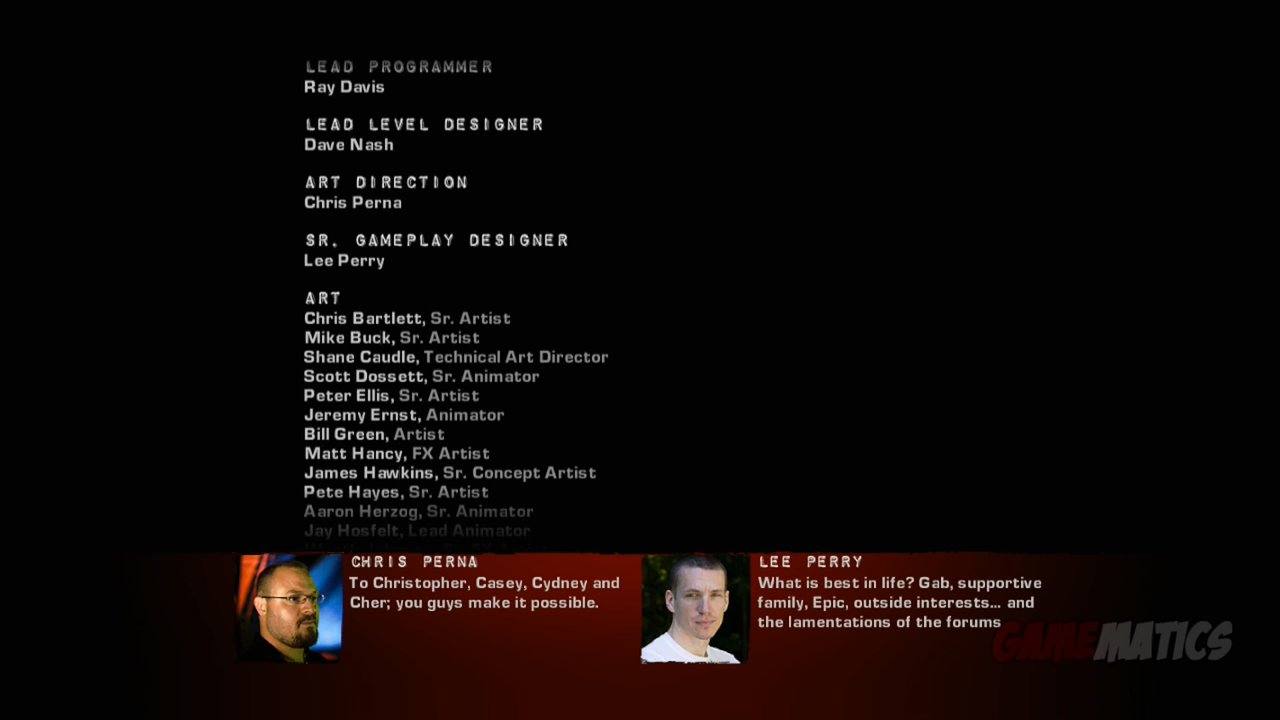 LEAD PROGRAMMER
Ray Davis
LEAD LEVEL DESIGNER
Dave Nash
ART DIRECTION
Chris Perna
SR. GAMEPLAY DESIGNER
Lee Perry
ART
Chris Bartlett, Sr. Artist
Mike Buck, Sr. Artist
Shane Caudle, Technical Art Director
Scott Dossett, Sr. Animator
Peter Ellis, Sr. Artist
Jeremy Ernst, Animator
Bill Green, Artist
Matt Hancy, FX Artist
James Hawkins, Sr. Concept Artist
Pete Hayes, Sr. Artist
Aaron Herzog, Sr. Animator
Jay Hosfelt, Lead Animator
CHRIS PERNA
To Christopher, Casey, Cydney and
Cher; you guys make it possible.
LEE PERRY
What is best in life? Gab, supportive
family, Epic, outside interests... and
the lamentations of the forums
GAMEMATICS